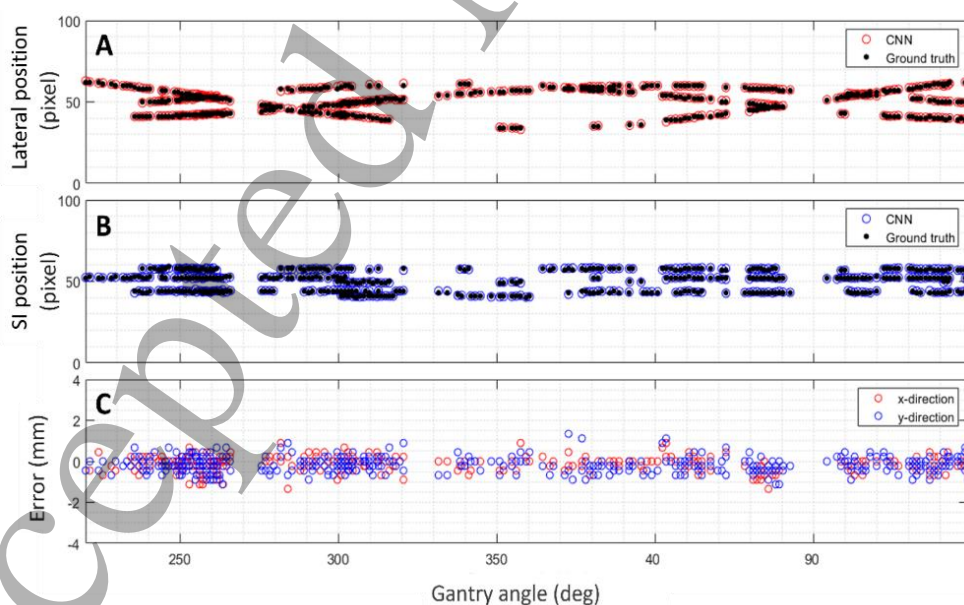 100
A
CNN
Ground truth
Lateral position
(pixel)
50
0
100
B
CNN
Ground truth
SI position
(pixel)
50
0
4
C
x-direction
y-direction
2
Error (mm)
0
-2
-4
250 300 350 40 90
Gantry angle (deg)
cepted